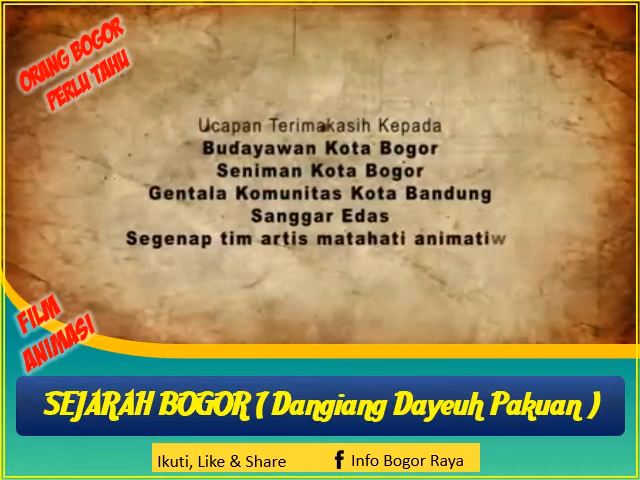 ORANG BOGOR
PERLU TAHU
Ucapan Terimakasih Kepada
Budayawan Kota Bogor
Seniman Kota Bogor
Gentala Komunitas Kota Bandung
Sanggar Edas
Segenap tim artis matahati animatiw
FILM
ANIMASI
SEJARAH BOGOR ( Dangiang Dayeuh Pakuan )
Ikuti, Like & Share f Info Bogor Raya